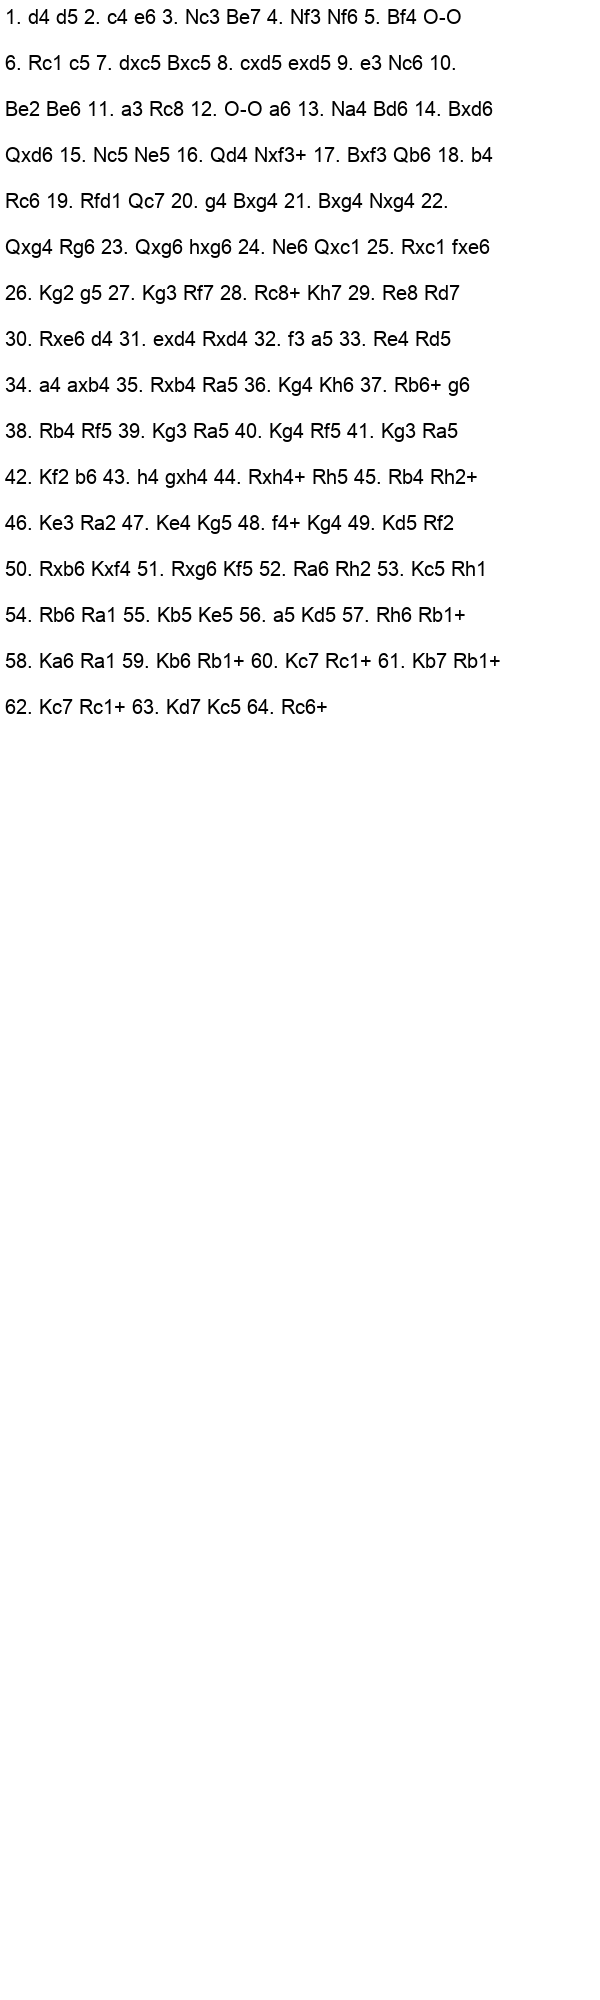 1. d4 d5 2. c4 e6 3. Nc3 Be7 4. Nf3 Nf6 5. Bf4 O-O
6. Rc1 c5 7. dxc5 Bxc5 8. cxd5 exd5 9. e3 Nc6 10.
Be2 Be6 11. a3 Rc8 12. O-O a6 13. Na4 Bd6 14. Bxd6
Qxd6 15. Nc5 Ne5 16. Qd4 Nxf3+ 17. Bxf3 Qb6 18. b4
Rc6 19. Rfd1 Qc7 20. g4 Bxg4 21. Bxg4 Nxg4 22.
Qxg4 Rg6 23. Qxg6 hxg6 24. Ne6 Qxc1 25. Rxc1 fxe6
26. Kg2 g5 27. Kg3 Rf7 28. Rc8+ Kh7 29. Re8 Rd7
30. Rxe6 d4 31. exd4 Rxd4 32. f3 a5 33. Re4 Rd5
34. a4 axb4 35. Rxb4 Ra5 36. Kg4 Kh6 37. Rb6+ g6
38. Rb4 Rf5 39. Kg3 Ra5 40. Kg4 Rf5 41. Kg3 Ra5
42. Kf2 b6 43. h4 gxh4 44. Rxh4+ Rh5 45. Rb4 Rh2+
46. Ke3 Ra2 47. Ke4 Kg5 48. f4+ Kg4 49. Kd5 Rf2
50. Rxb6 Kxf4 51. Rxg6 Kf5 52. Ra6 Rh2 53. Kc5 Rh1
54. Rb6 Ra1 55. Kb5 Ke5 56. a5 Kd5 57. Rh6 Rb1+
58. Ka6 Ra1 59. Kb6 Rb1+ 60. Kc7 Rc1+ 61. Kb7 Rb1+
62. Kc7 Rc1+ 63. Kd7 Kc5 64. Rc6+